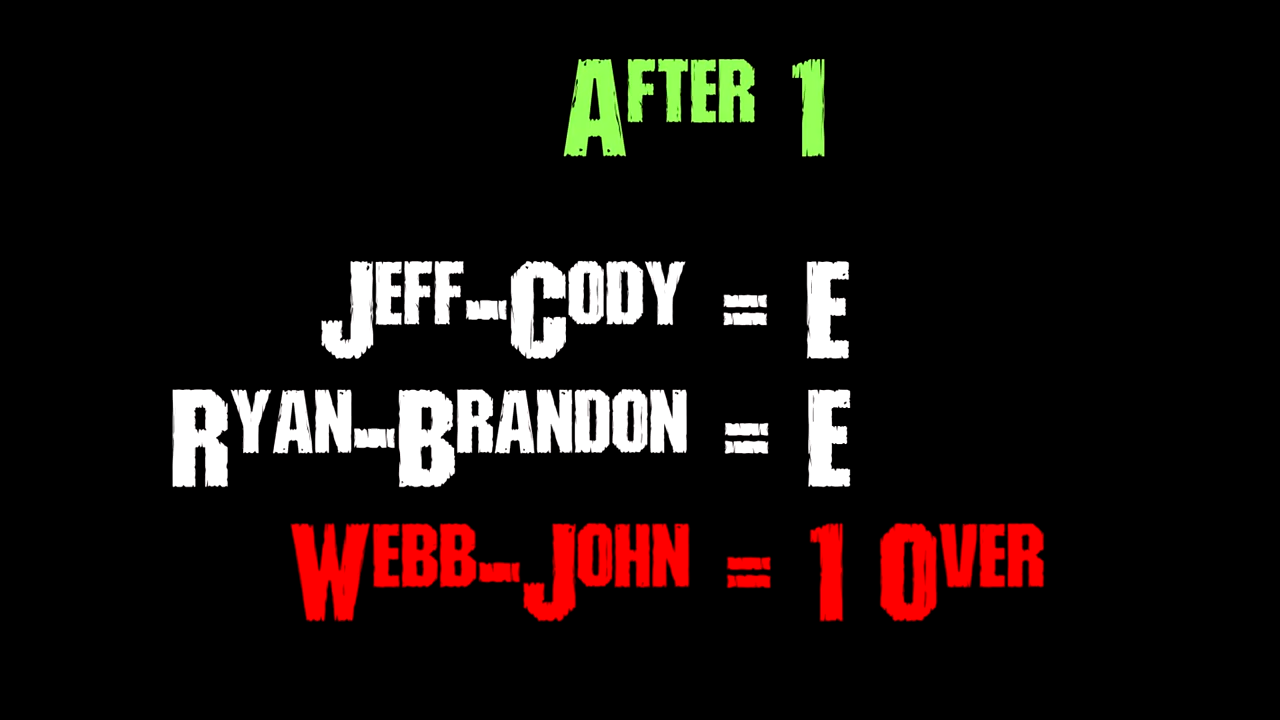 After 1
Jeff-Cody = E
Ryan-Brandon = E
Webb-John = 1 Over